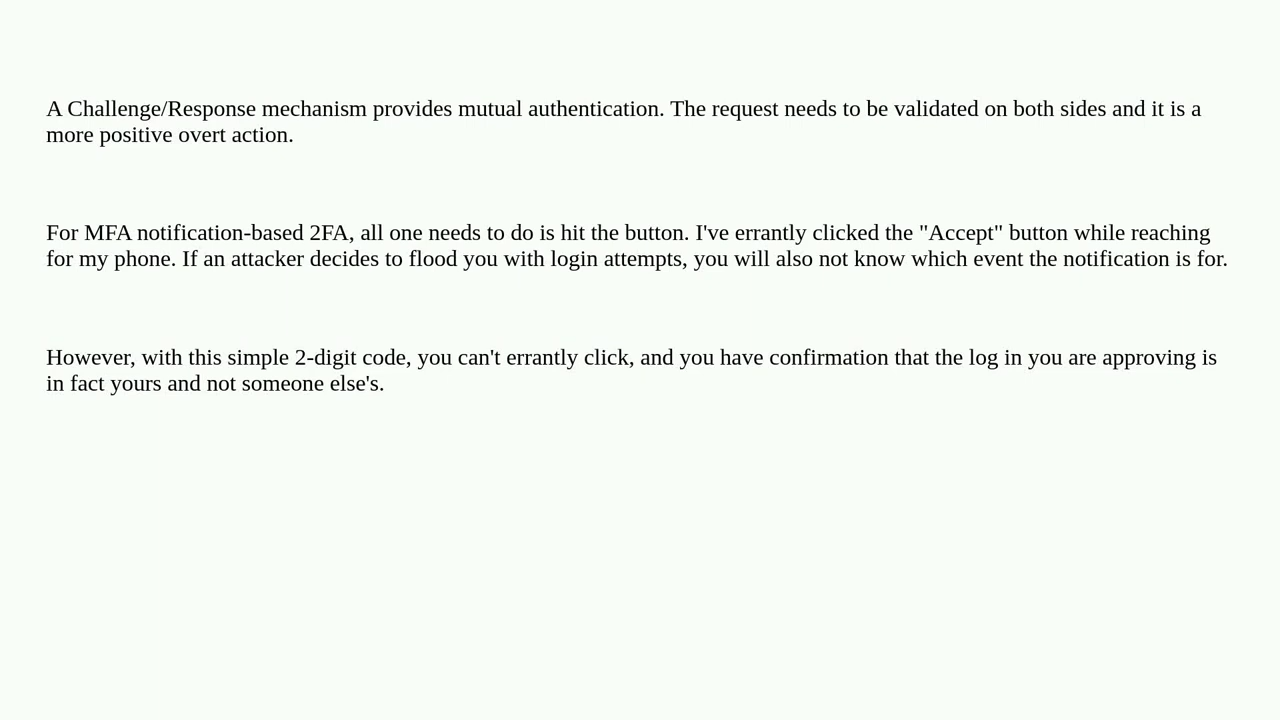 A Challenge/Response mechanism provides mutual authentication. The request needs to be validated on both sides and it is a
more positive overt action.
For MFA notification-based 2FA, all one needs to do is hit the button. I've errantly clicked the "Accept" button while reaching
for my phone. If an attacker decides to flood you with login attempts, you will also not know which event the notification is for.
However, with this simple 2-digit code, you can't errantly click, and you have confirmation that the log in you are approving is
in fact yours and not someone else's.